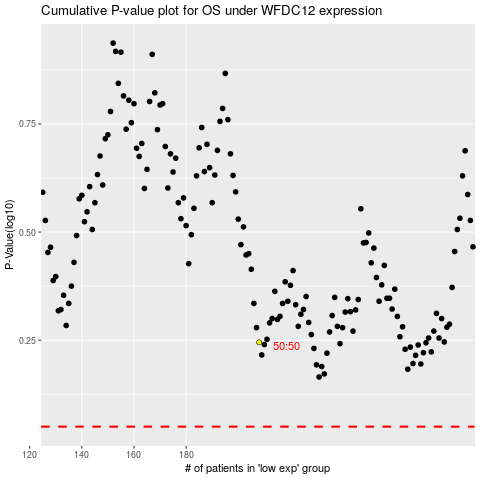 Cumulative P-value plot for OS under WFDC12 expression
P-Value(log10)
0.75
0.50
0.25
50:50
120 140 160 180
# of patients in 'low exp' group